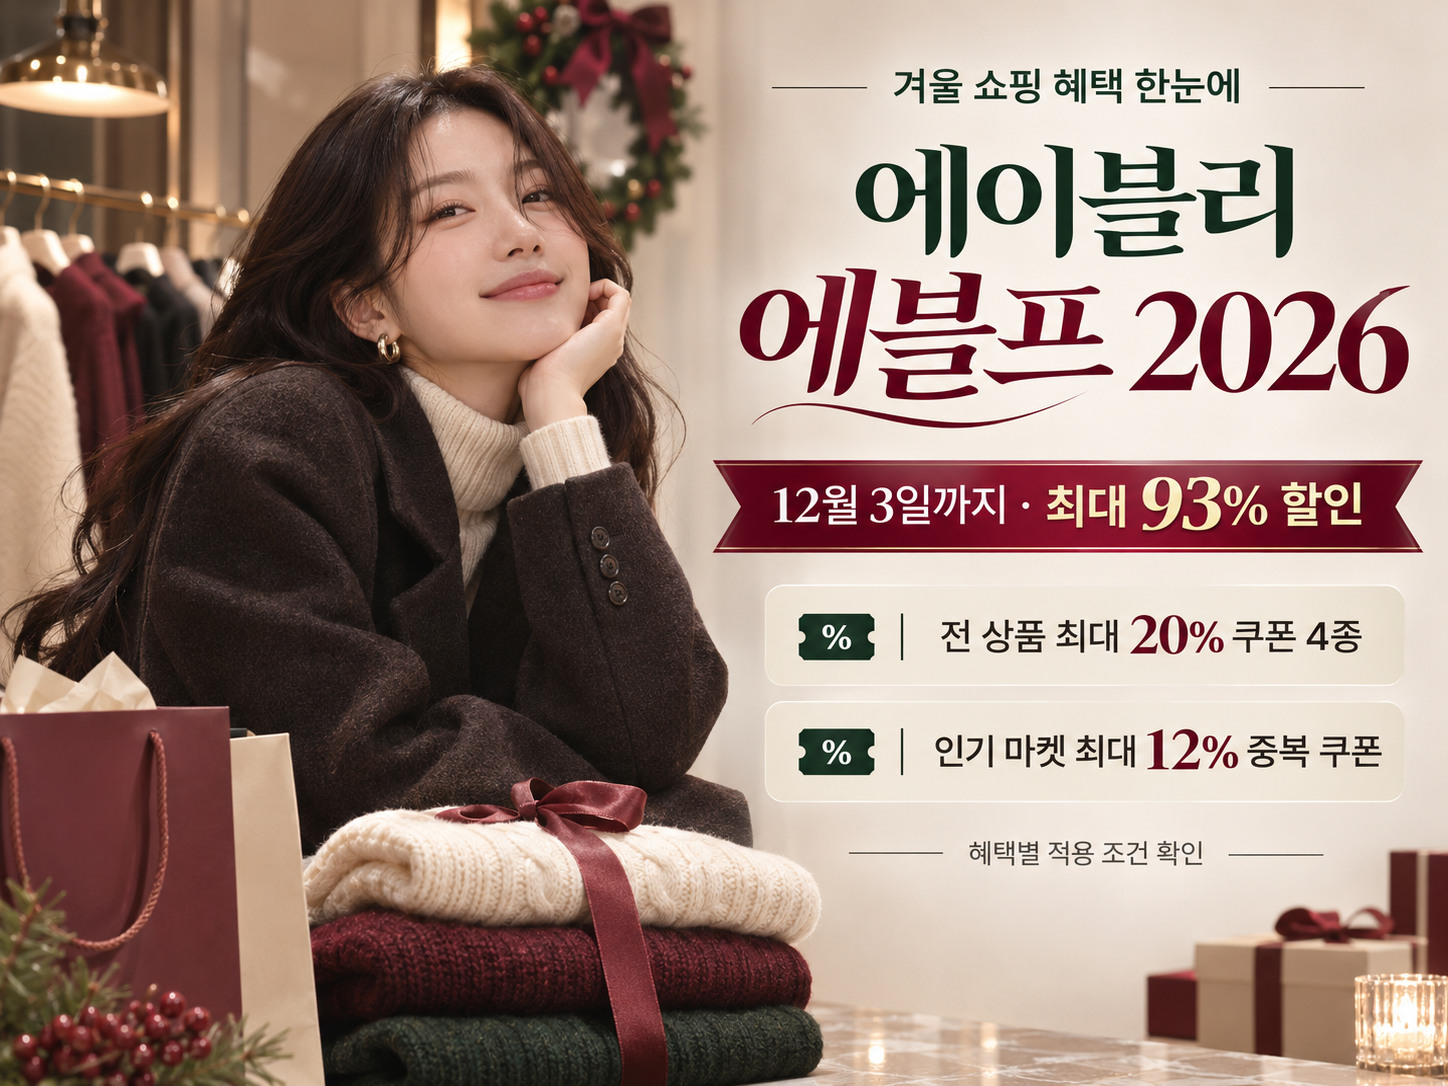 겨울 쇼핑 혜택 한눈에
에이블리
에블프 2026
12월 3일까지 · 최대 93% 할인
% 전 상품 최대 20% 쿠폰 4종
% 인기 마켓 최대 12% 중복 쿠폰
혜택별 적용 조건 확인